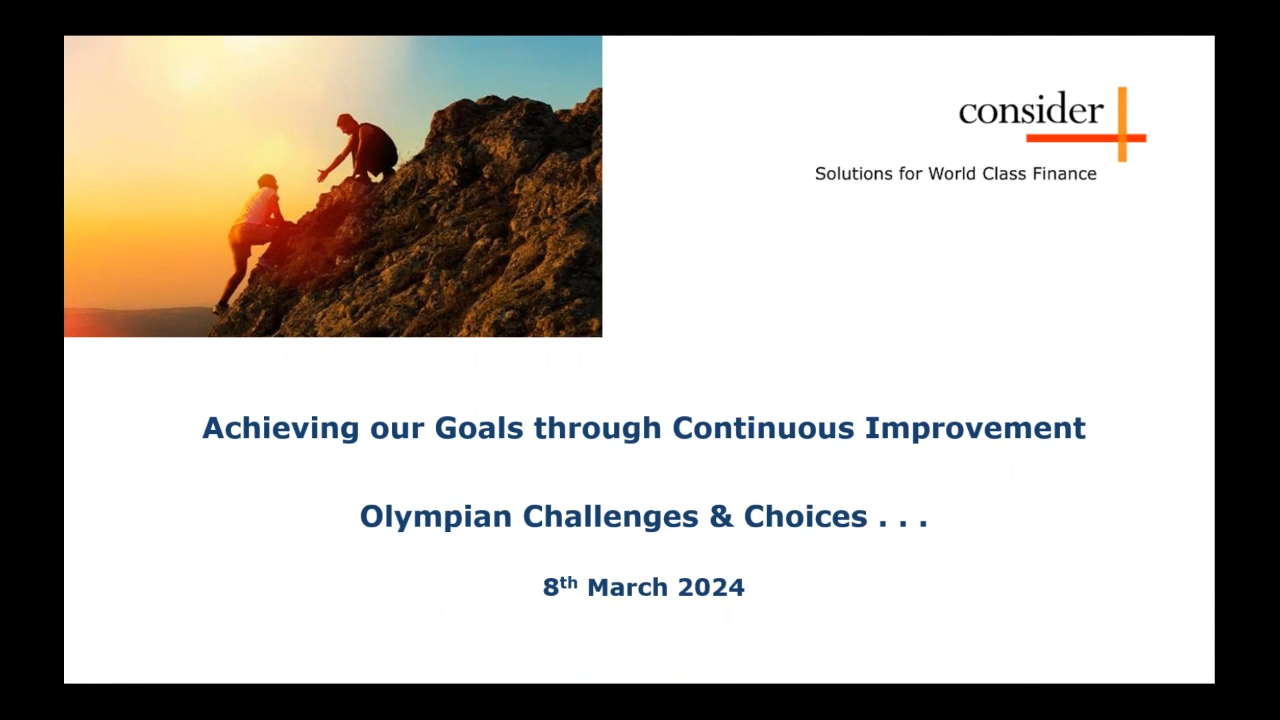 consider
Solutions for World Class Finance
Achieving our Goals through Continuous Improvement
Olympian Challenges & Choices . . .
8th March 2024